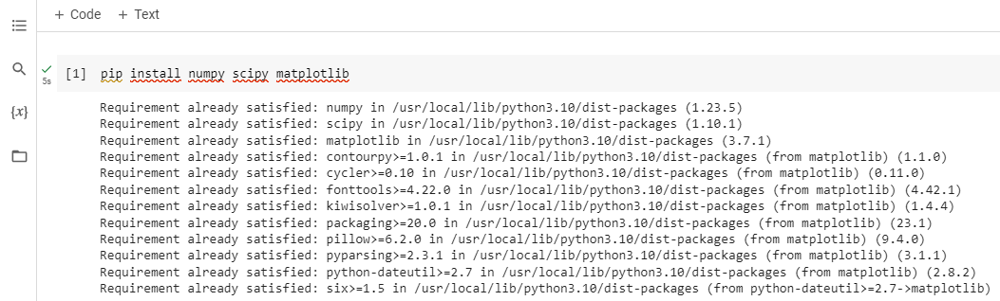 + Code + Text
5s
[1] pip install numpy scipy matplotlib
{x}
Requirement already satisfied: numpy in /usr/local/lib/python3.10/dist-packages (1.23.5)
Requirement already satisfied: scipy in /usr/local/lib/python3.10/dist-packages (1.10.1)
Requirement already satisfied: matplotlib in /usr/local/lib/python3.10/dist-packages (3.7.1)
Requirement already satisfied: contourpy>=1.0.1 in /usr/local/lib/python3.10/dist-packages (from matplotlib) (1.1.0)
Requirement already satisfied: cycler>=0.10 in /usr/local/lib/python3.10/dist-packages (from matplotlib) (0.11.0)
Requirement already satisfied: fonttools>=4.22.0 in /usr/local/lib/python3.10/dist-packages (from matplotlib) (4.42.1)
Requirement already satisfied: kiwisolver>=1.0.1 in /usr/local/lib/python3.10/dist-packages (from matplotlib) (1.4.4)
Requirement already satisfied: packaging>=20.0 in /usr/local/lib/python3.10/dist-packages (from matplotlib) (23.1)
Requirement already satisfied: pillow>=6.2.0 in /usr/local/lib/python3.10/dist-packages (from matplotlib) (9.4.0)
Requirement already satisfied: pyparsing>=2.3.1 in /usr/local/lib/python3.10/dist-packages (from matplotlib) (3.1.1)
Requirement already satisfied: python-dateutil>=2.7 in /usr/local/lib/python3.10/dist-packages (from matplotlib) (2.8.2)
Requirement already satisfied: six>=1.5 in /usr/local/lib/python3.10/dist-packages (from python-dateutil>=2.7->matplotlib)